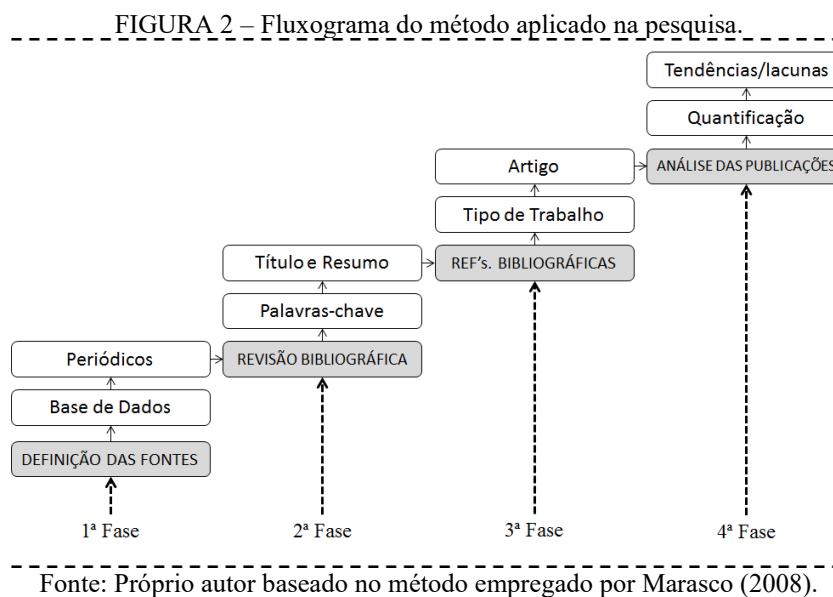 FIGURA 2 – Fluxograma do método aplicado na pesquisa.
Tendências/lacunas
Quantificação
ANÁLISE DAS PUBLICAÇÕES
Artigo
Tipo de Trabalho
REF's. BIBLIOGRÁFICAS
Título e Resumo
Palavras-chave
REVISÃO BIBLIOGRÁFICA
Periódicos
Base de Dados
DEFINIÇÃO DAS FONTES
1ª Fase
2ª Fase
3ª Fase
4ª Fase
Fonte: Próprio autor baseado no método empregado por Marasco (2008).